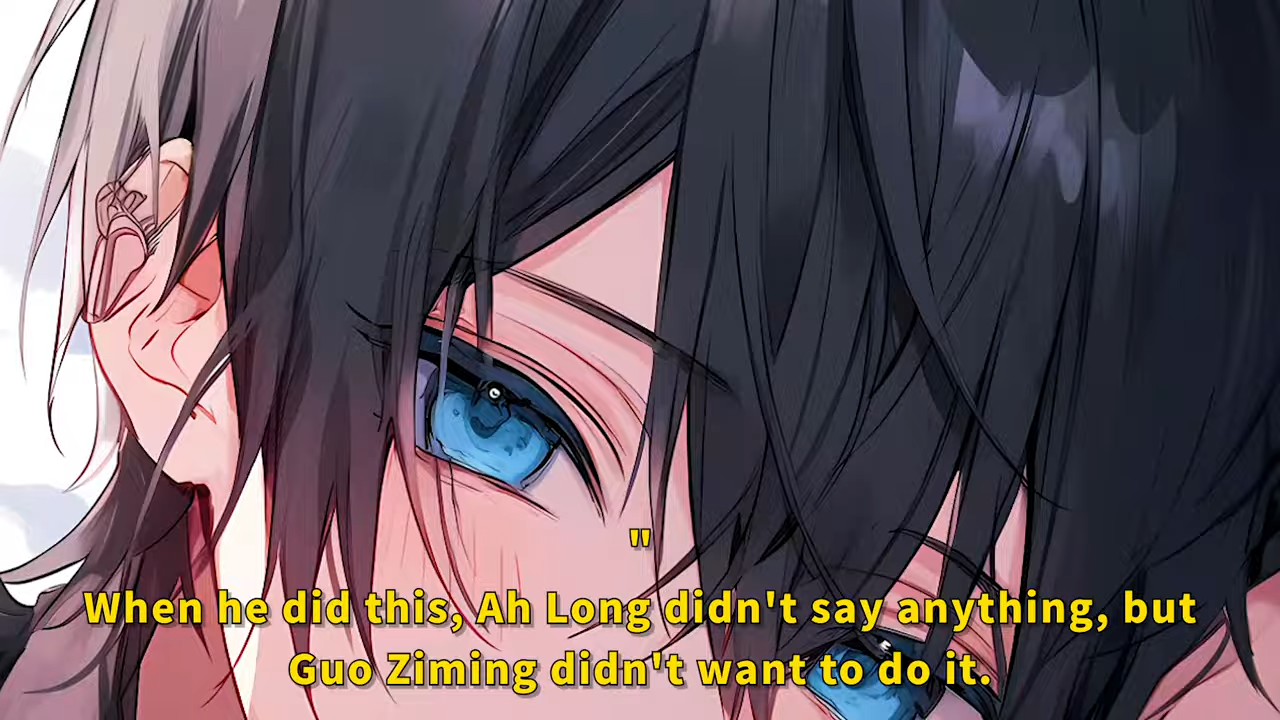 "
When he did this, Ah Long didn't say anything, but
Guo Ziming didn't want to do it.